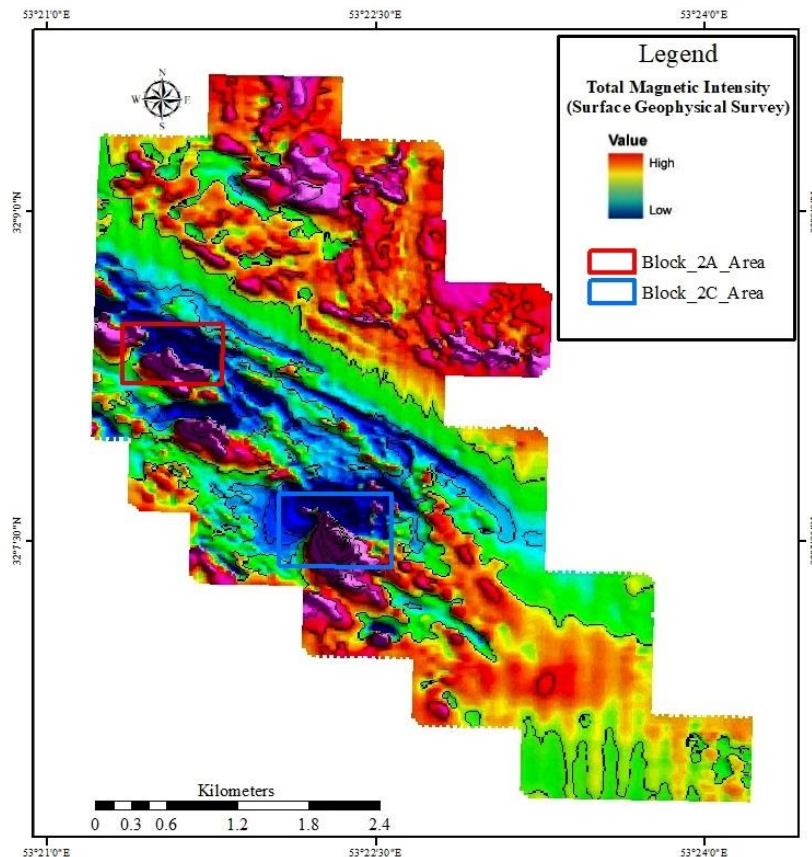 53°21'0"E 53°22'30"E 53°24'0"E
Legend
Total Magnetic Intensity
(Surface Geophysical Survey)
Value
High
Low
Block_2A_Area
Block_2C_Area
N
W E
S
32°9'0"N
32°7'30"N
Kilometers
0 0.3 0.6 1.2 1.8 2.4
53°21'0"E 53°22'30"E 53°24'0"E